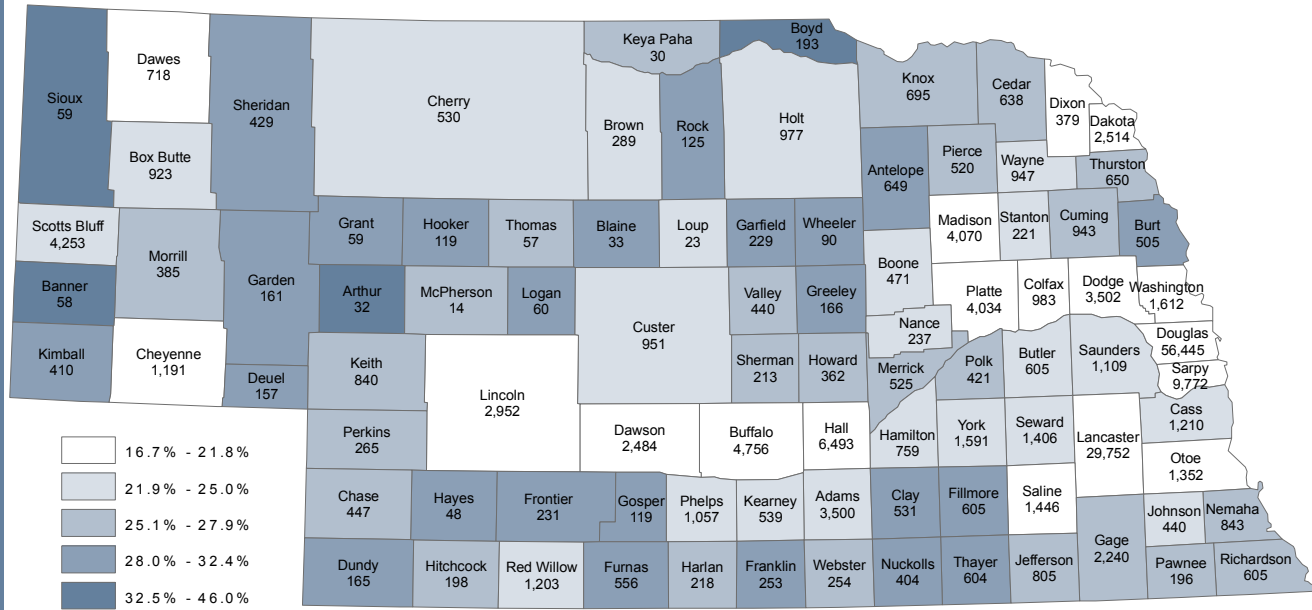 Sioux
59
Dawes
718
Box Butte
923
Sheridan
429
Scotts Bluff
4,253
Banner
58
Kimball
410
Morrill
385
Cheyenne
1,191
Garden
161
Deuel
157
Cherry
530
Keya Paha
30
Boyd
193
Brown
289
Rock
125
Holt
977
Grant
59
Hooker
119
Thomas
57
Blaine
33
Loup
23
Garfield
229
Wheeler
90
Arthur
32
McPherson
14
Logan
60
Custer
951
Valley
440
Greeley
166
Keith
840
Lincoln
2,952
Sherman
213
Howard
362
Perkins
265
Dawson
2,484
Buffalo
4,756
Hall
6,493
Chase
447
Hayes
48
Frontier
231
Gosper
119
Phelps
1,057
Kearney
539
Adams
3,500
Dundy
165
Hitchcock
198
Red Willow
1,203
Furnas
556
Harlan
218
Franklin
253
Webster
254
Knox
695
Cedar
638
Dixon
379
Dakota
2,514
Antelope
649
Pierce
520
Wayne
947
Thurston
650
Madison
4,070
Stanton
221
Cuming
943
Burt
505
Boone
471
Platte
4,034
Colfax
983
Dodge
3,502
Washington
1,612
Nance
237
Merrick
525
Polk
421
Butler
605
Saunders
1,109
Douglas
56,445
Sarpy
9,772
Hamilton
759
York
1,591
Seward
1,406
Lancaster
29,752
Cass
1,210
Otoe
1,352
Clay
531
Fillmore
605
Saline
1,446
Gage
2,240
Johnson
440
Nemaha
843
Nuckolls
404
Thayer
604
Jefferson
805
Pawnee
196
Richardson
605
16.7% - 21.8%
21.9% - 25.0%
25.1% - 27.9%
28.0% - 32.4%
32.5% - 46.0%